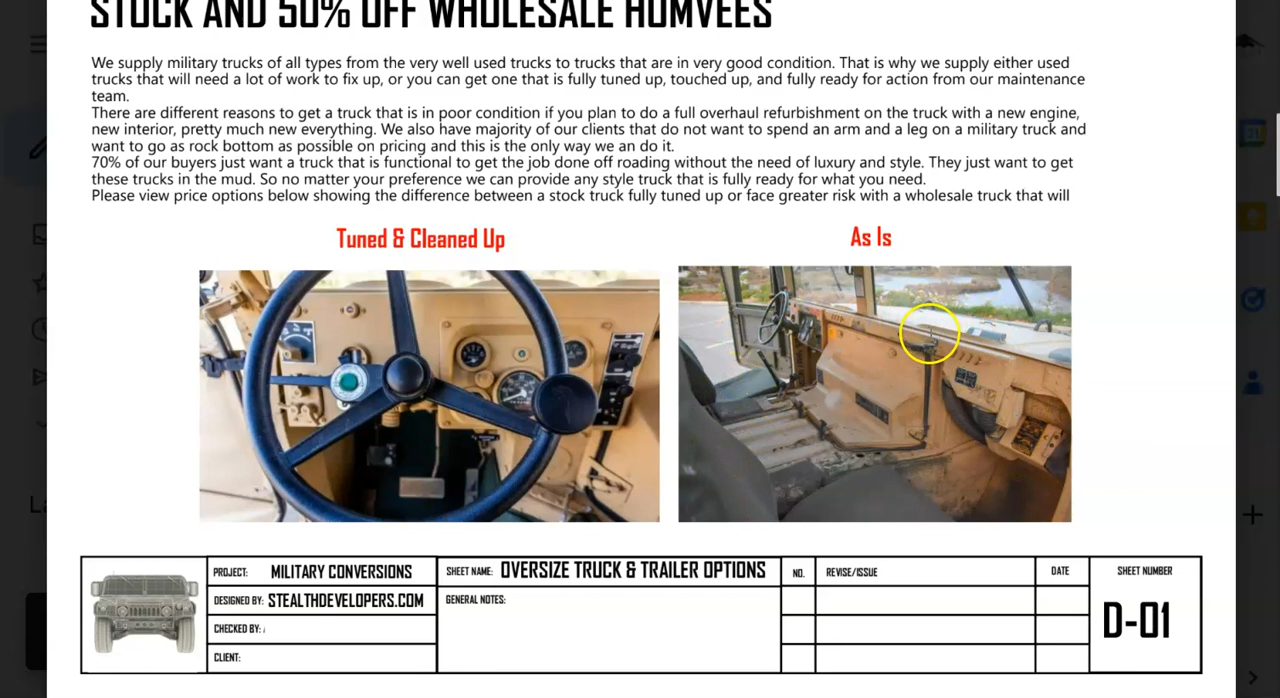 STOCK AND 50% OFF WHOLESALE HUMVEES
We supply military trucks of all types from the very well used trucks to trucks that are in very good condition. That is why we supply either used
trucks that will need a lot of work to fix up, or you can get one that is fully tuned up, touched up, and fully ready for action from our maintenance
team.
There are different reasons to get a truck that is in poor condition if you plan to do a full overhaul refurbishment on the truck with a new engine,
new interior, pretty much new everything. We also have majority of our clients that do not want to spend an arm and a leg on a military truck and
want to go as rock bottom as possible on pricing and this is the only way we an do it.
70% of our buyers just want a truck that is functional to get the job done off roading without the need of luxury and style. They just want to get
these trucks in the mud. So no matter your preference we can provide any style truck that is fully ready for what you need.
Please view price options below showing the difference between a stock truck fully tuned up or face greater risk with a wholesale truck that will
Tuned & Cleaned Up
As Is
PROJECT: MILITARY CONVERSIONS
DESIGNED BY: STEALTHDEVELOPERS.COM
CHECKED BY: /
CLIENT:
SHEET NAME: OVERSIZE TRUCK & TRAILER OPTIONS
GENERAL NOTES:
NO.
REVISE/ISSUE
DATE
SHEET NUMBER
D-01
31